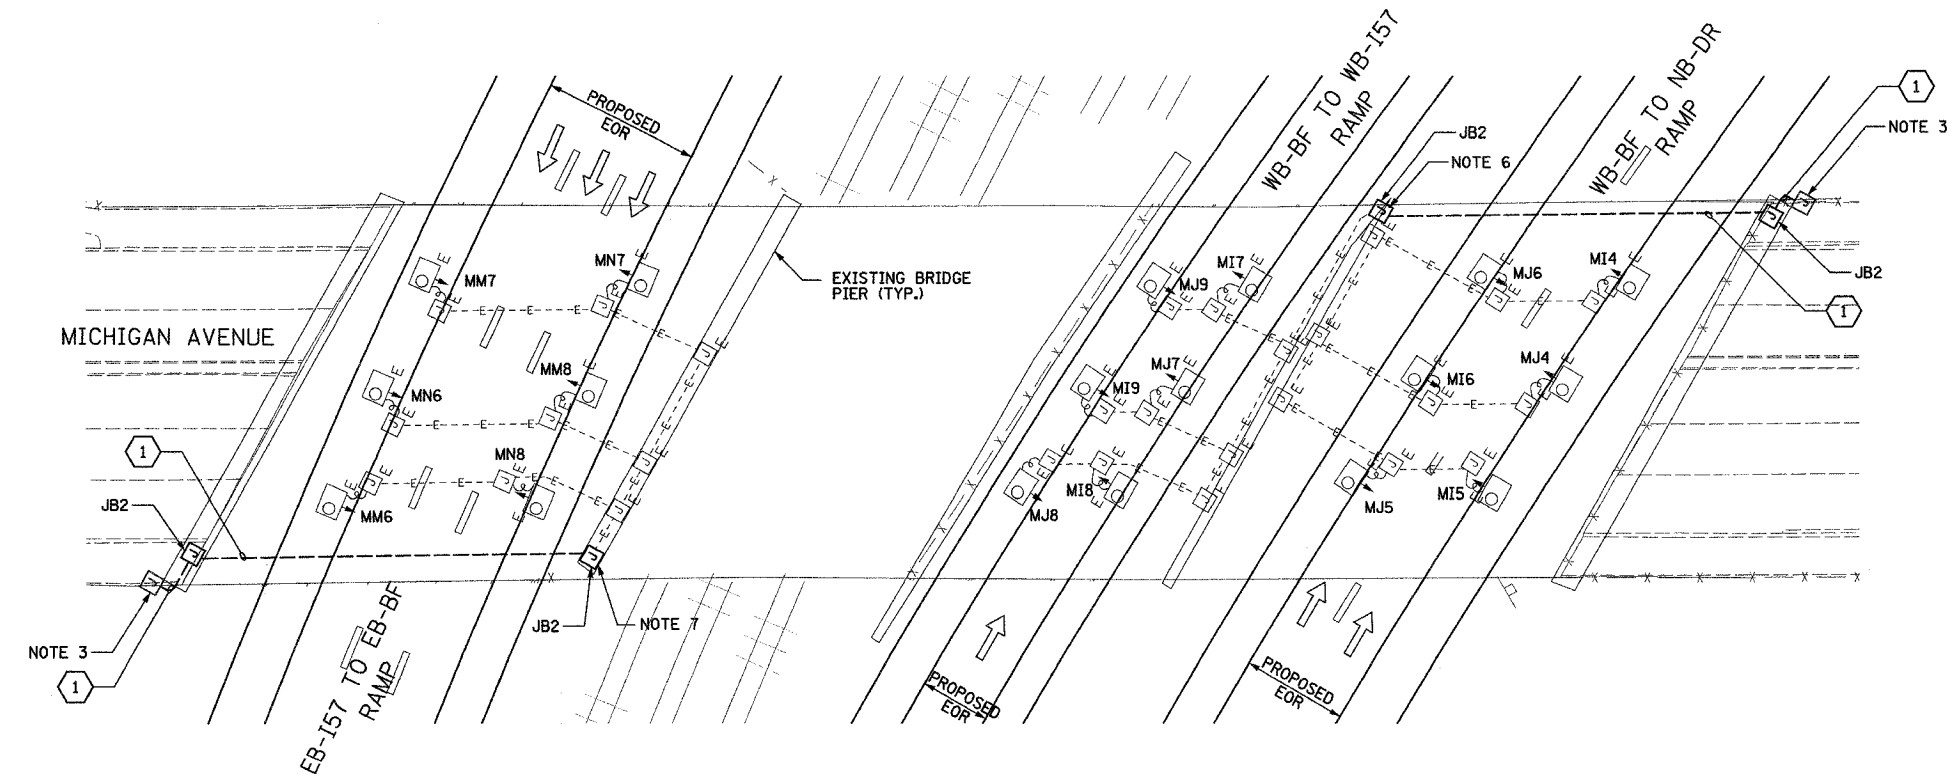 PROPOSED
EOR
WB-BF TO WB-I57
RAMP
WB-BF TO NB-DR
RAMP
1
NOTE 3
JB2
NOTE 6
JB2
1
MICHIGAN AVENUE
EXISTING BRIDGE
PIER (TYP.)
MM7
MN7
MN6
MM8
MM6
MN8
MJ9
MI7
MI9
MJ7
MJ8
MI8
MJ6
MI4
MI6
MJ4
MJ5
MI5
1
JB2
NOTE 3
1
JB2
NOTE 7
EB-I57 TO EB-BF
RAMP
PROPOSED
EOR
PROPOSED
EOR